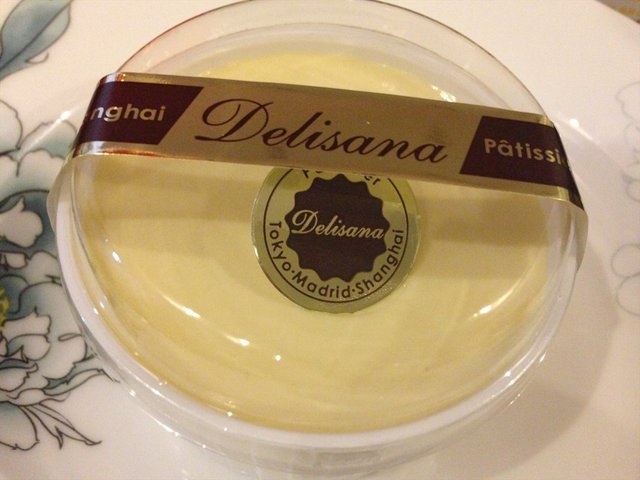 nghai Delisana Pâtissi
Delisana
Tokyo·Madrid·Shanghai